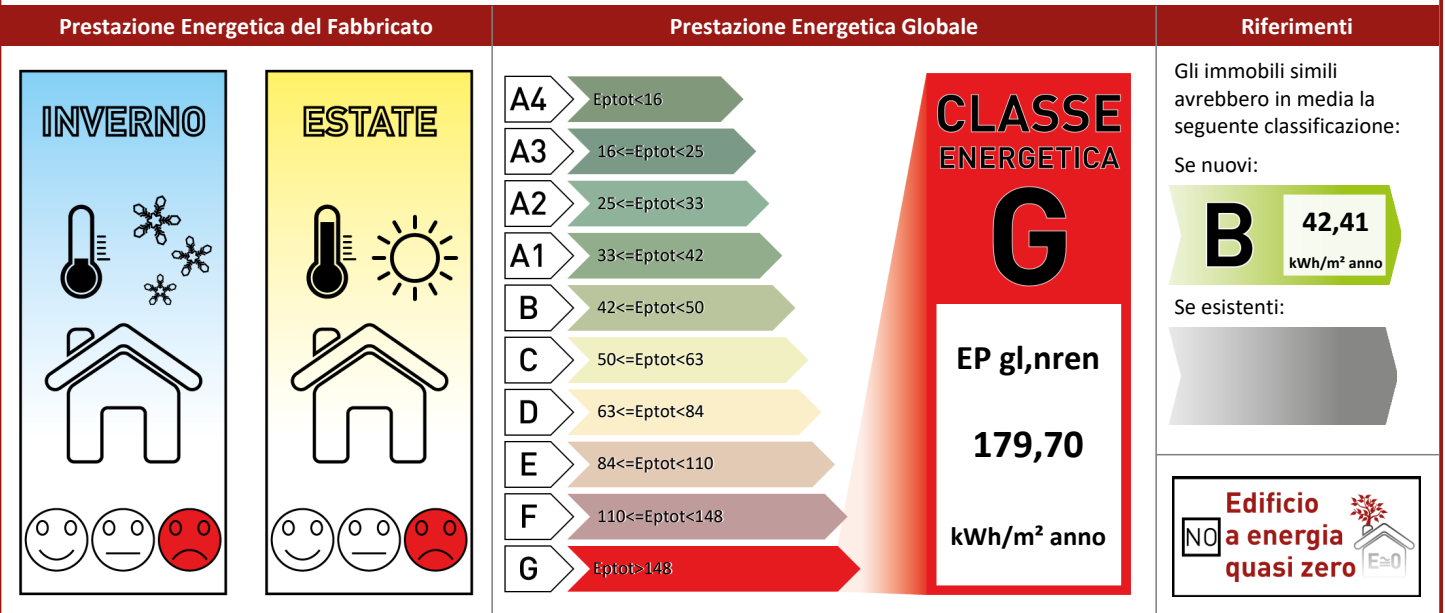 Prestazione Energetica del Fabbricato
Prestazione Energetica Globale
Riferimenti
INVERNO
ESTATE
A4 Eptot<16
A3 16<=Eptot<25
A2 25<=Eptot<33
A1 33<=Eptot<42
B 42<=Eptot<50
C 50<=Eptot<63
D 63<=Eptot<84
E 84<=Eptot<110
F 110<=Eptot<148
G Eptot>148
CLASSE
ENERGETICA
G
EP gl,nren
179,70
kWh/m² anno
Gli immobili simili
avrebbero in media la
seguente classificazione:
Se nuovi:
B
42,41
kWh/m² anno
Se esistenti:
Edificio
NO a energia
quasi zero
E≅0